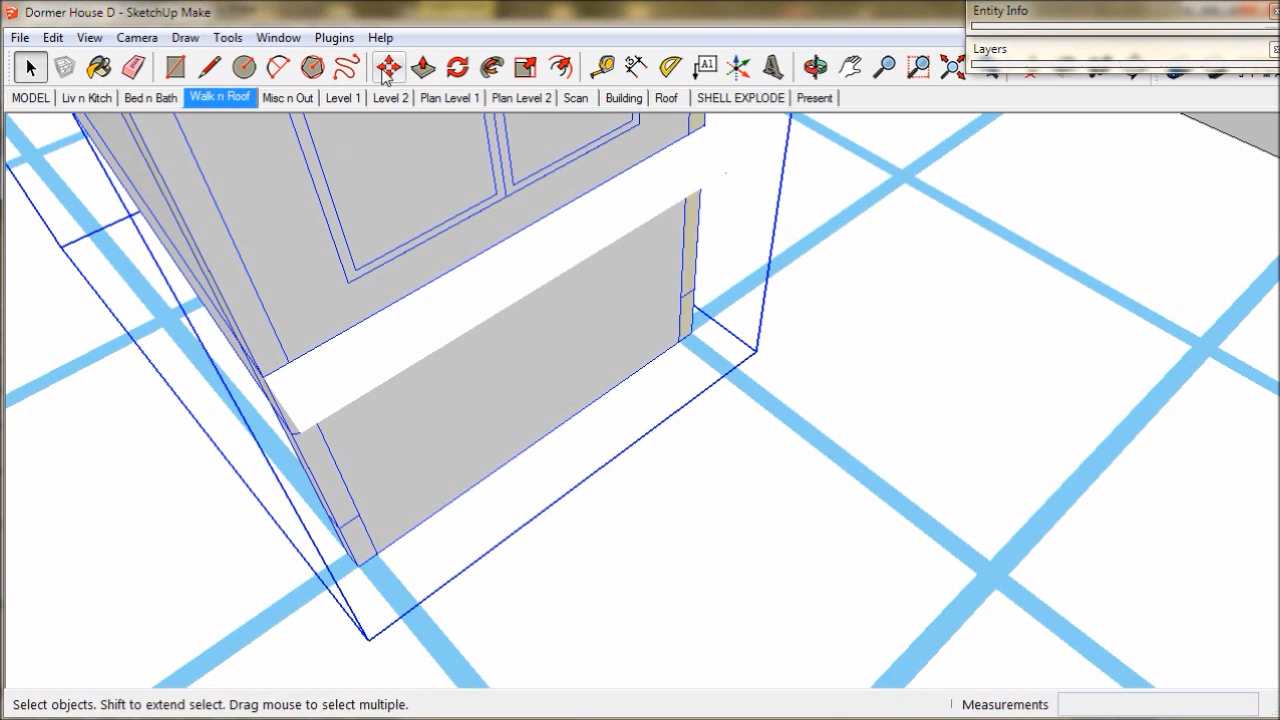 Dormer House D - SketchUp Make
Entity Info
File Edit View Camera Draw Tools Window Plugins Help
Layers
A1
MODEL Liv n Kitch Bed n Bath Walk n Roof Misc n Out Level 1 Level 2 Plan Level 1 Plan Level 2 Scan Building Roof SHELL EXPLODE Present
Select objects. Shift to extend select. Drag mouse to select multiple.
Measurements